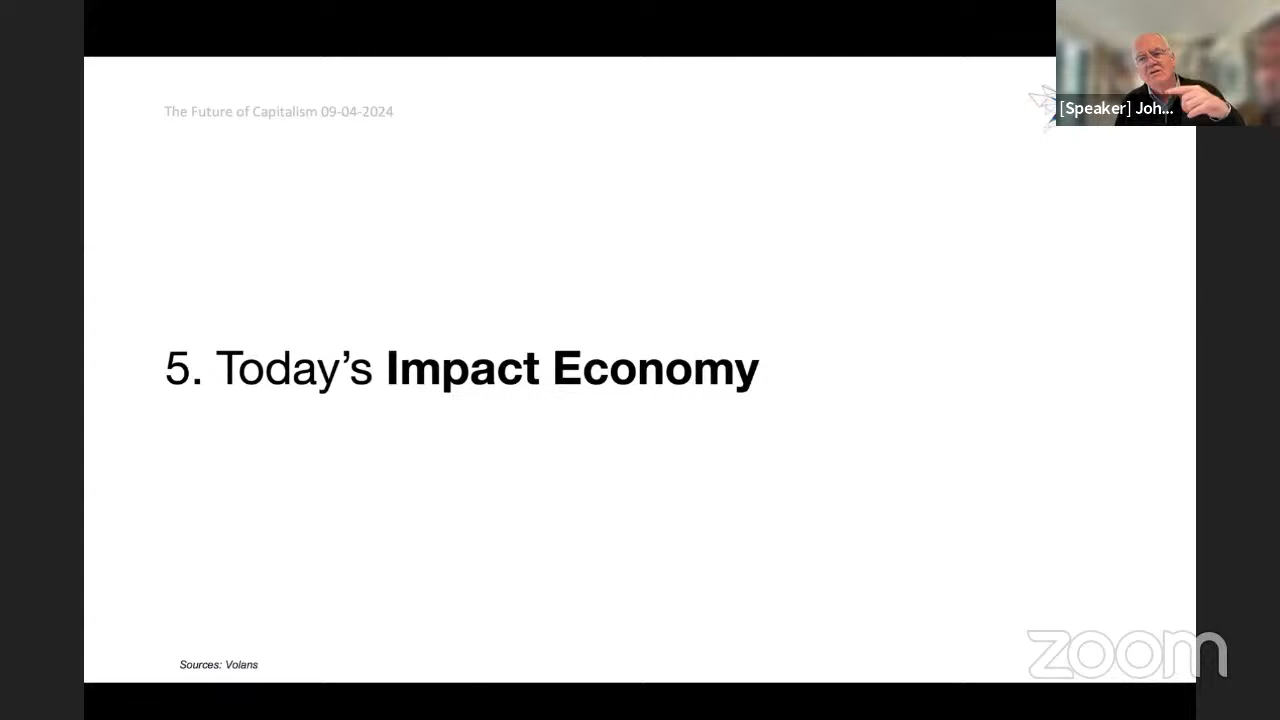 The Future of Capitalism 09-04-2024
[Speaker] Joh...
5. Today’s Impact Economy
Sources: Volans
zoom